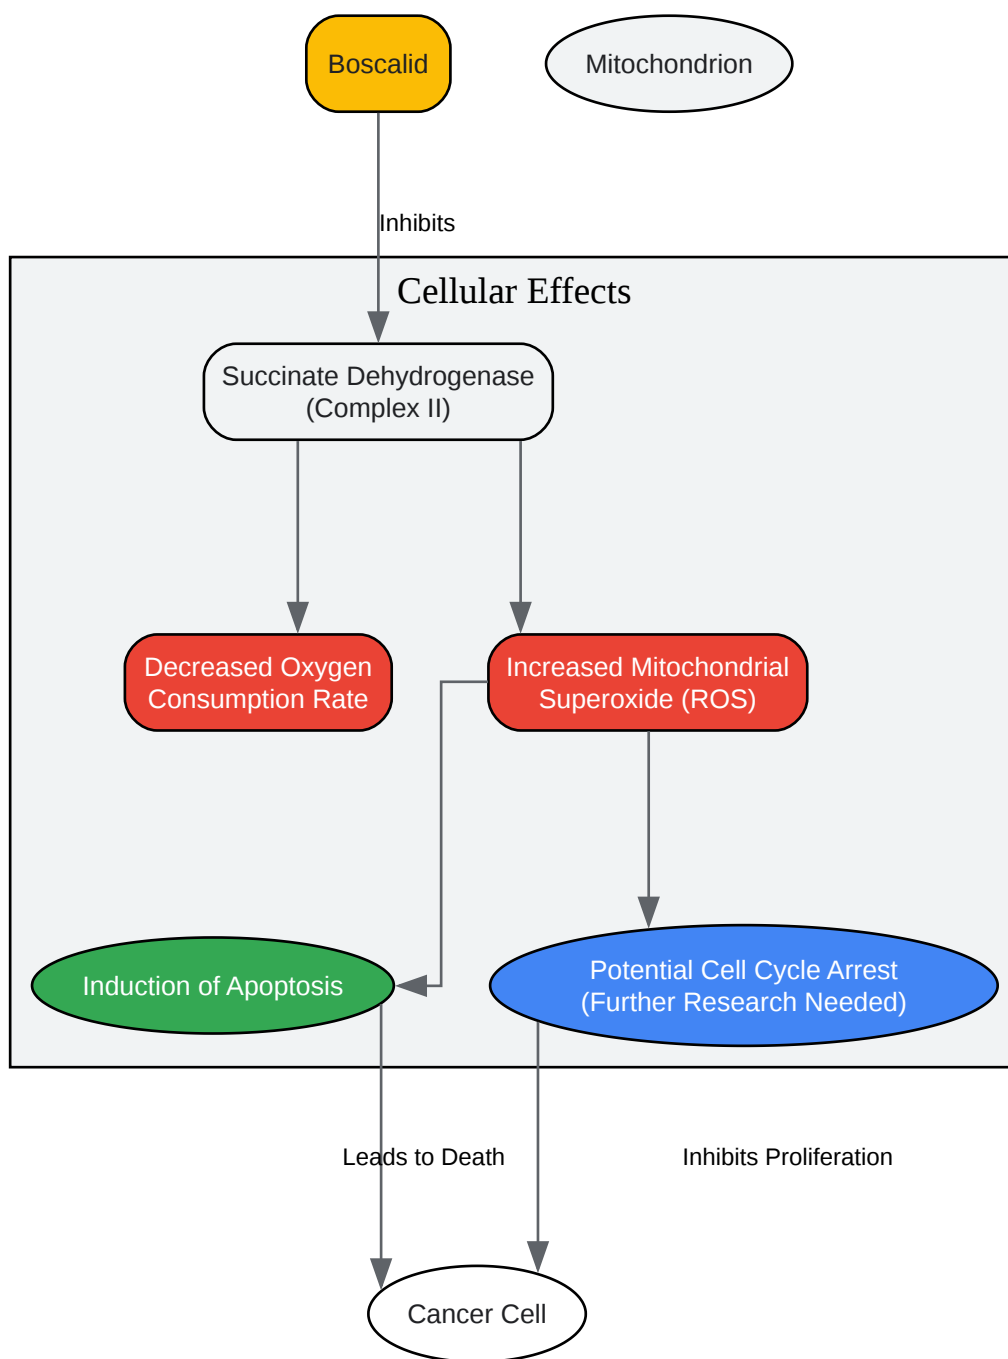 Boscalid
Mitochondrion
Inhibits
Cellular Effects
Succinate Dehydrogenase
(Complex II)
Decreased Oxygen
Consumption Rate
Increased Mitochondrial
Superoxide (ROS)
Induction of Apoptosis
Potential Cell Cycle Arrest
(Further Research Needed)
Leads to Death
Inhibits Proliferation
Cancer Cell